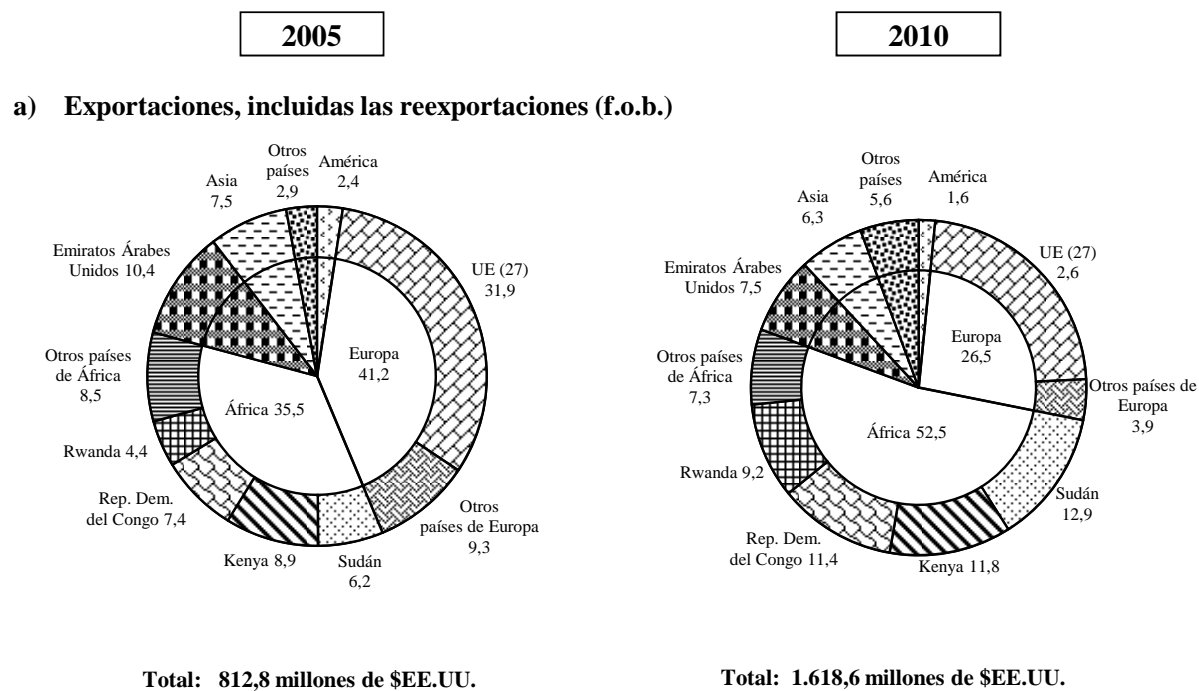 2005
2010
a) Exportaciones, incluidas las reexportaciones (f.o.b.)
Otros
países
2,9
América
2,4
Asia
7,5
Emiratos Árabes
Unidos 10,4
UE (27)
31,9
Otros países
de África
8,5
Europa
41,2
África 35,5
Rwanda 4,4
Rep. Dem.
del Congo 7,4
Kenya 8,9
Sudán
6,2
Otros
países de Europa
9,3
Total: 812,8 millones de $EE.UU.
Otros
países
5,6
América
1,6
Asia
6,3
Emiratos Árabes
Unidos 7,5
UE (27)
2,6
Otros países
de África
7,3
Europa
26,5
Otros países de
Europa
3,9
África 52,5
Rwanda 9,2
Sudán
12,9
Rep. Dem.
del Congo 11,4
Kenya 11,8
Total: 1.618,6 millones de $EE.UU.